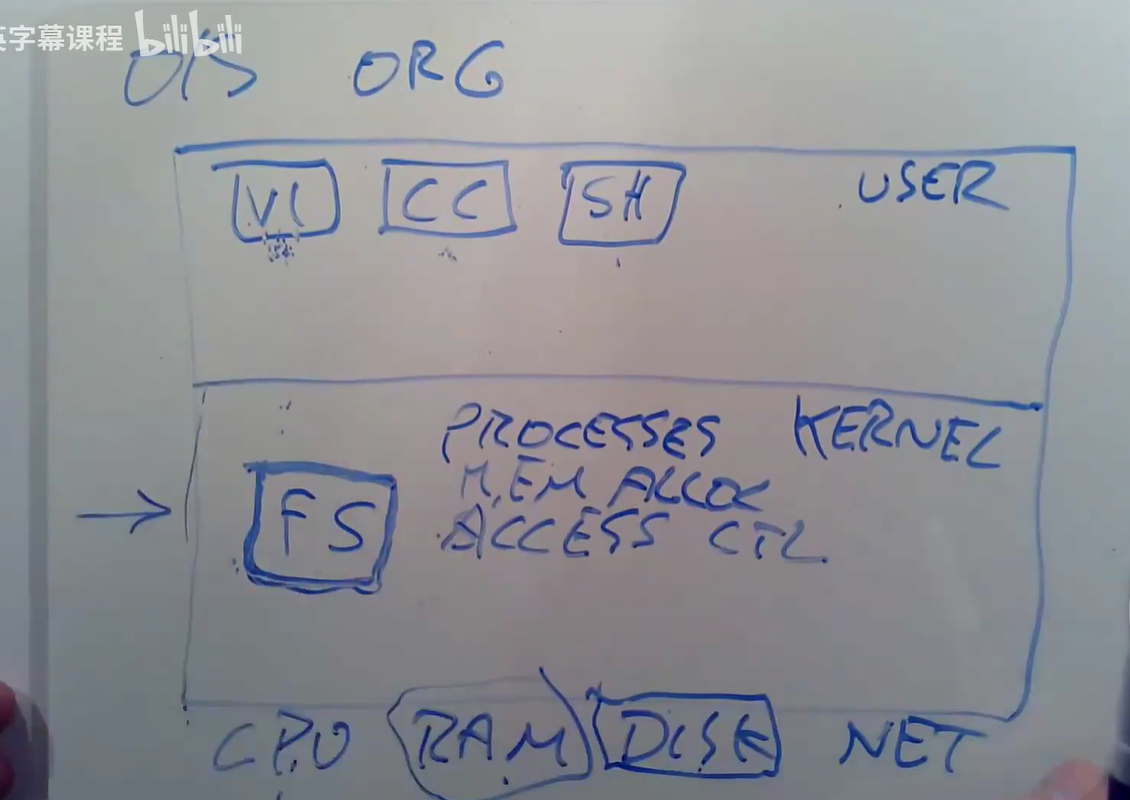 英字幕课程 bilibili
O/S ORG
VI CC SH USER
PROCESSES KERNEL
MEM ALLOC
FS ACCESS CTL
CPU RAM DISK NET